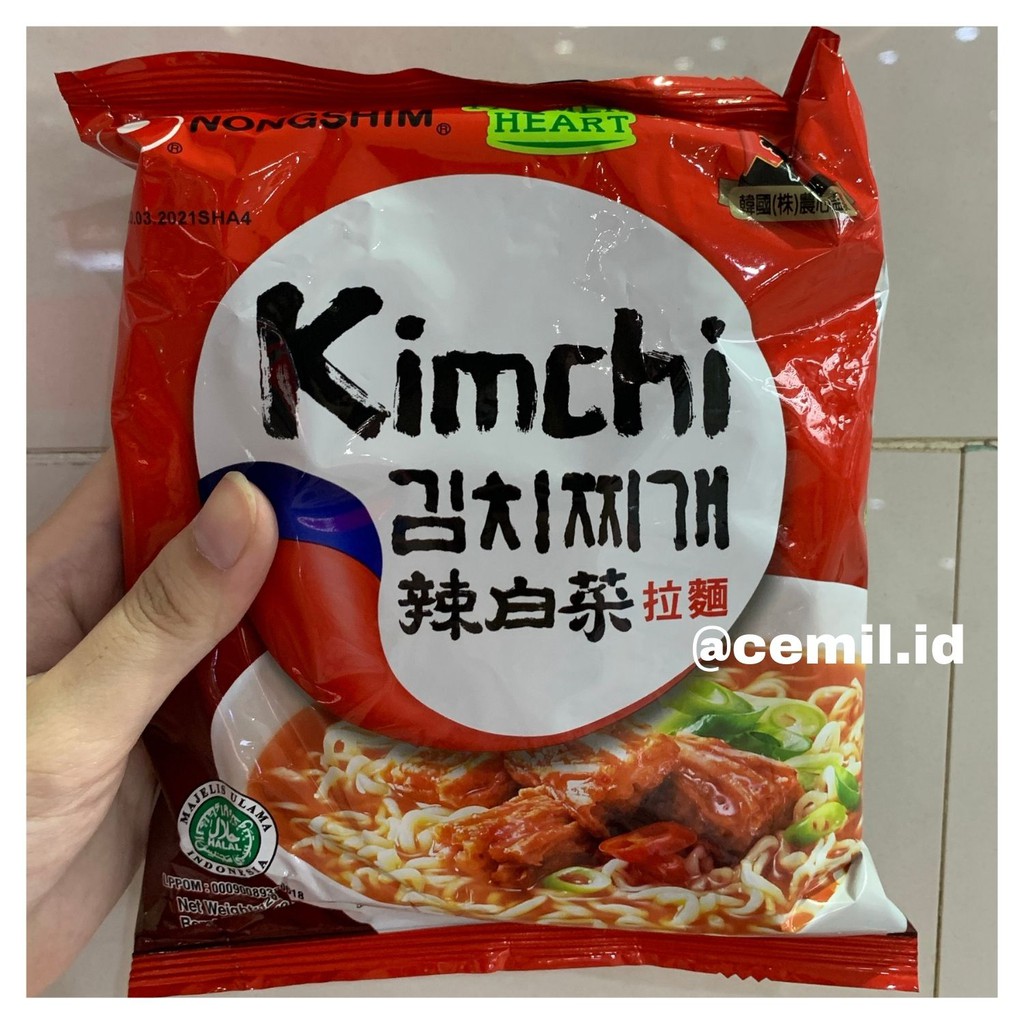 NONGSHIM®
HEART
韓國(株)農心
.03.2021SHA4
Kimchi
김치찌개
辣白菜 拉麵
@cemil.id
MAJELIS ULAMA
حلال
HALAL
INDONESIA
LPPOM :
Net Weight